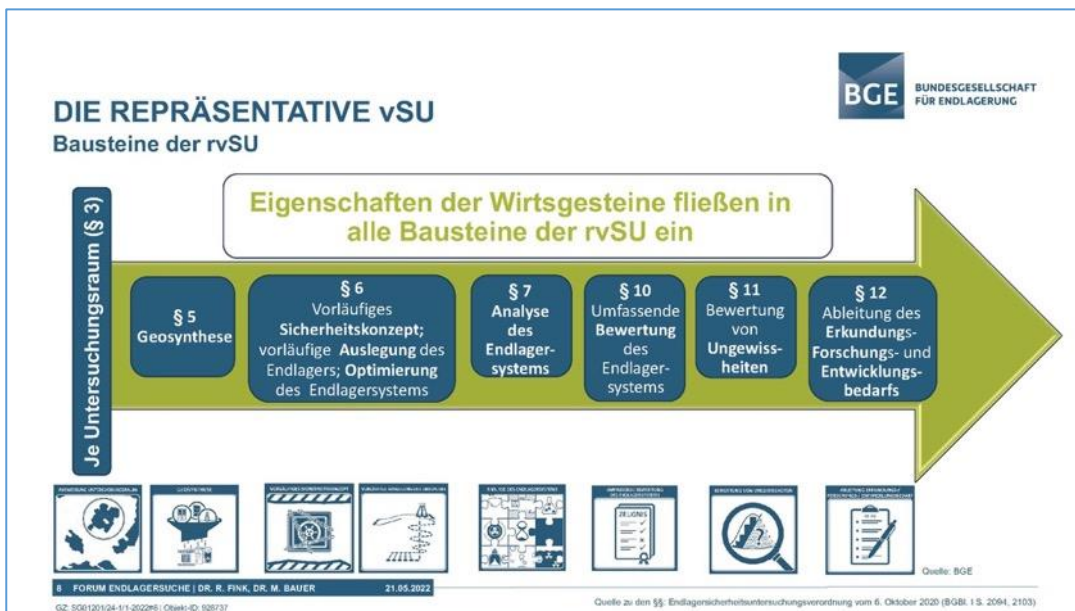 BGE
BUNDESGESELLSCHAFT
FÜR ENDLAGERUNG
DIE REPRÄSENTATIVE vSU
Bausteine der rvSU
Je Untersuchungsraum (§ 3)
Eigenschaften der Wirtsgesteine fließen in
alle Bausteine der rvSU ein
§ 5
Geosynthese
§ 6
Vorläufiges
Sicherheitskonzept;
vorläufige Auslegung des
Endlagers; Optimierung
des Endlagersystems
§ 7
Analyse
des
Endlager-
systems
§ 10
Umfassende
Bewertung
des
Endlager-
systems
§ 11
Bewertung
von
Ungewiss-
heiten
§ 12
Ableitung des
Erkundungs-
Forschungs- und
Entwicklungs-
bedarfs
GEOSYNTHESE
BEWERTUNG VON UNGEWISSHEITEN
ZEUGNIS
Quelle: BGE
8 FORUM ENDLAGERSUCHE | DR. R. FINK, DR. M. BAUER 21.05.2022
Quelle zu den §§: Endlagersicherheitsuntersuchungsverordnung vom 6. Oktober 2020 (BGBl. I S. 2094, 2103)